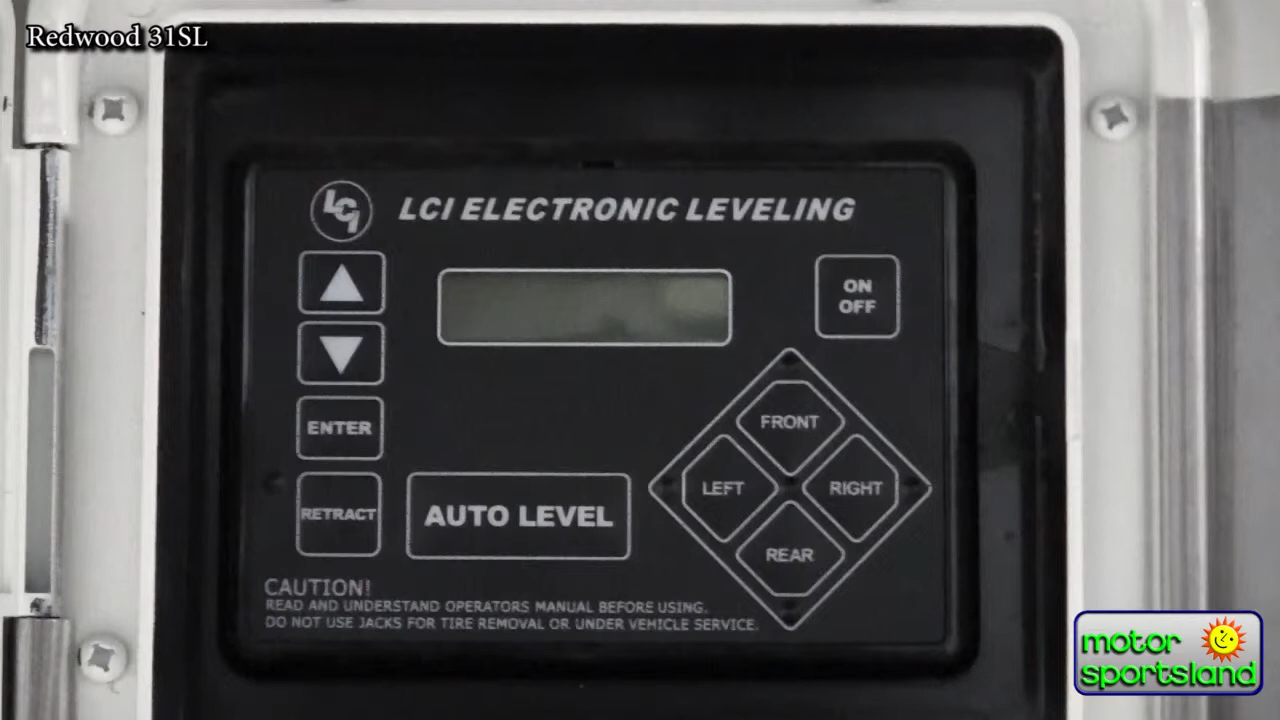 Redwood 31SL
LCI
LCI ELECTRONIC LEVELING
ON
OFF
ENTER
RETRACT
AUTO LEVEL
FRONT
LEFT
RIGHT
REAR
CAUTION!
READ AND UNDERSTAND OPERATORS MANUAL BEFORE USING.
DO NOT USE JACKS FOR TIRE REMOVAL OR UNDER VEHICLE SERVICE.
motor
sportsland